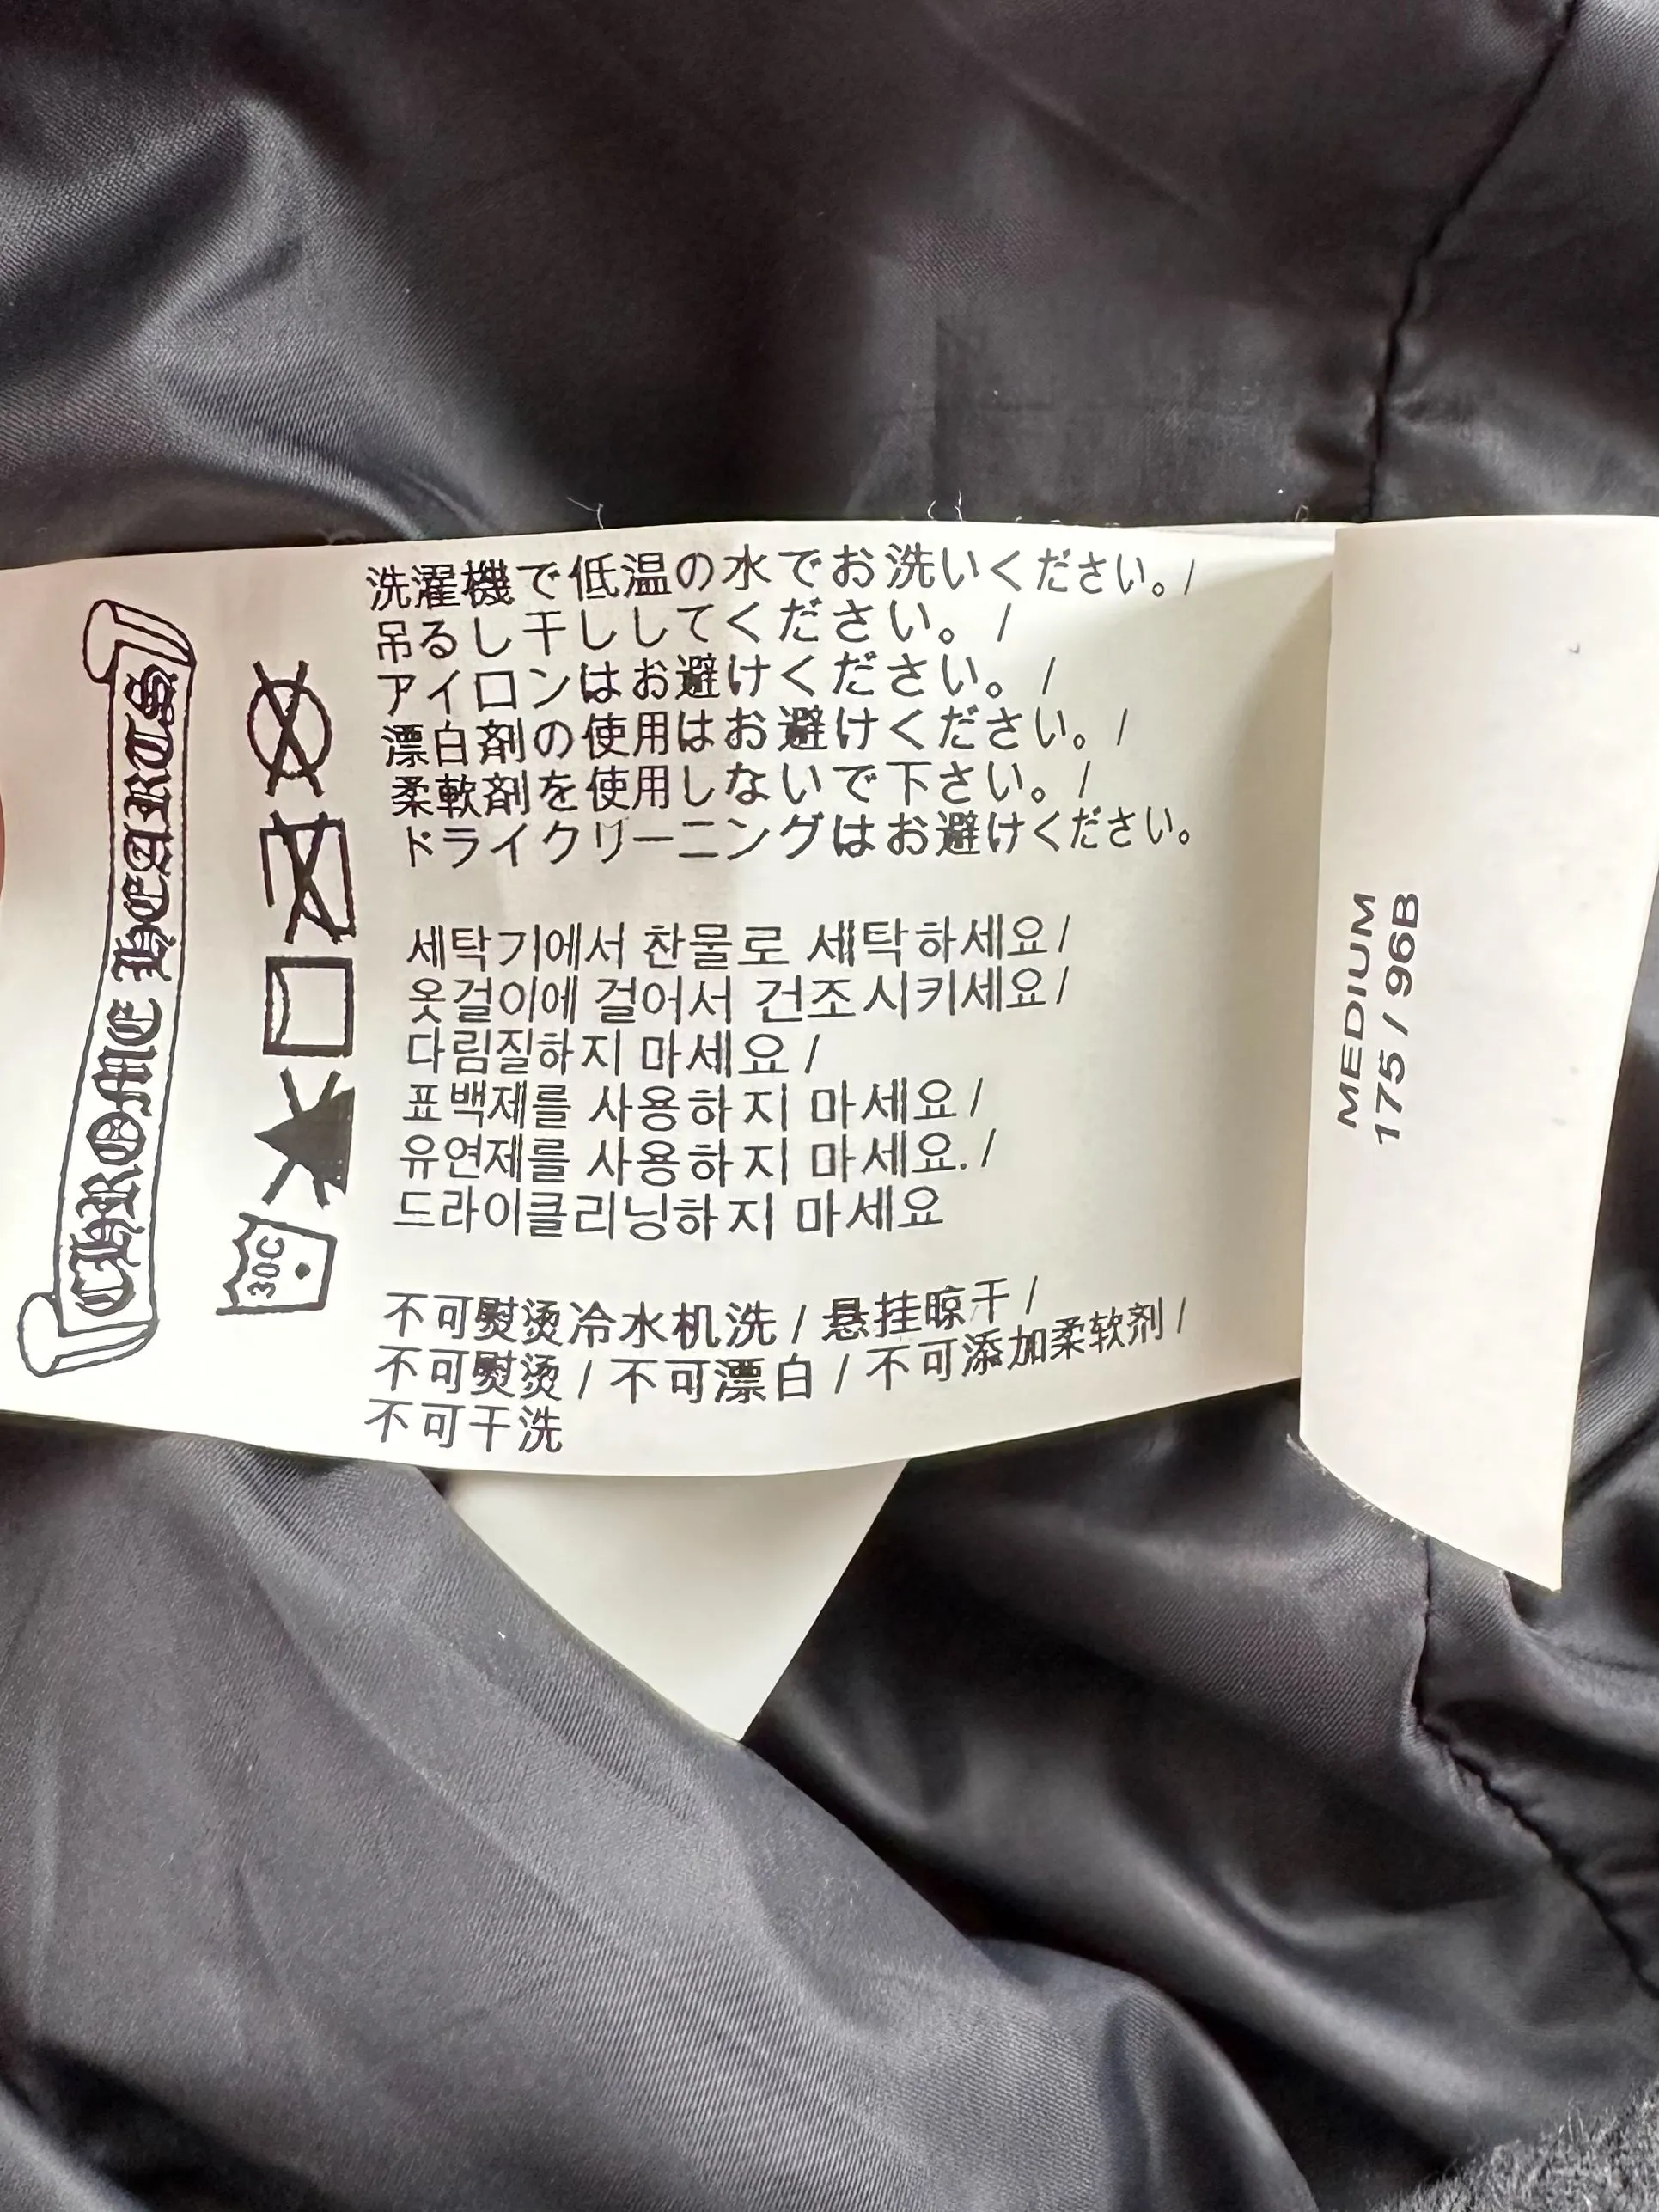 CHROME HEARTS
30C
洗濯機で低温の水でお洗いください。/
吊るし干ししてください。/
アイロンはお避けください。/
漂白剤の使用はお避けください。/
柔軟剤を使用しないで下さい。/
ドライクリーニングはお避けください。
세탁기에서 찬물로 세탁하세요/
옷걸이에 걸어서 건조시키세요/
다림질하지 마세요/
표백제를 사용하지 마세요/
유연제를 사용하지 마세요./
드라이클리닝하지 마세요
不可熨烫冷水机洗/悬挂晾干/
不可熨烫/不可漂白/不可添加柔软剂/
不可干洗
MEDIUM
175 / 96B